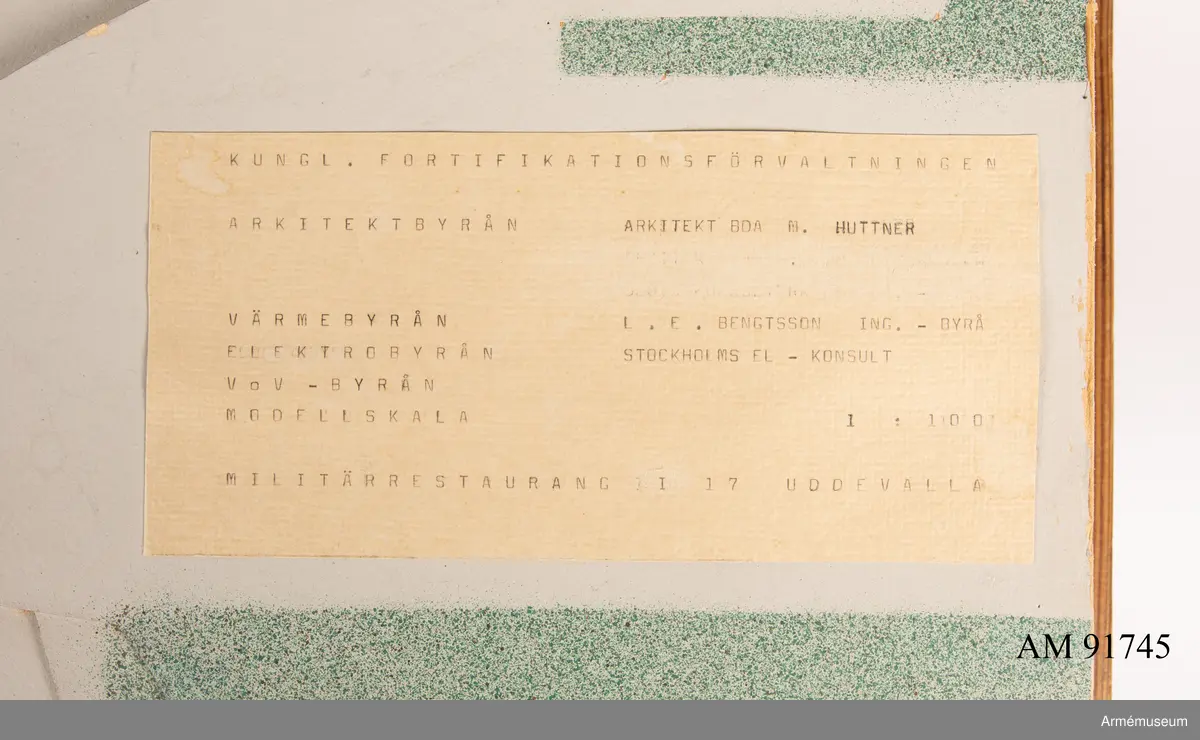 KUNGL. FORTIFIKATIONSFÖRVALTNINGEN
ARKITEKTBYRÅN ARKITEKT BDA M. HUTTNER
VÄRMEBYRÅN L.E. BENGTSSON ING.-BYRÅ
ELEKTROBYRÅN STOCKHOLMS EL-KONSULT
VoV-BYRÅN
MODELLSKALA 1 : 100
MILITÄRRESTAURANG I 17 UDDEVALLA
AM 91745
Armémuseum